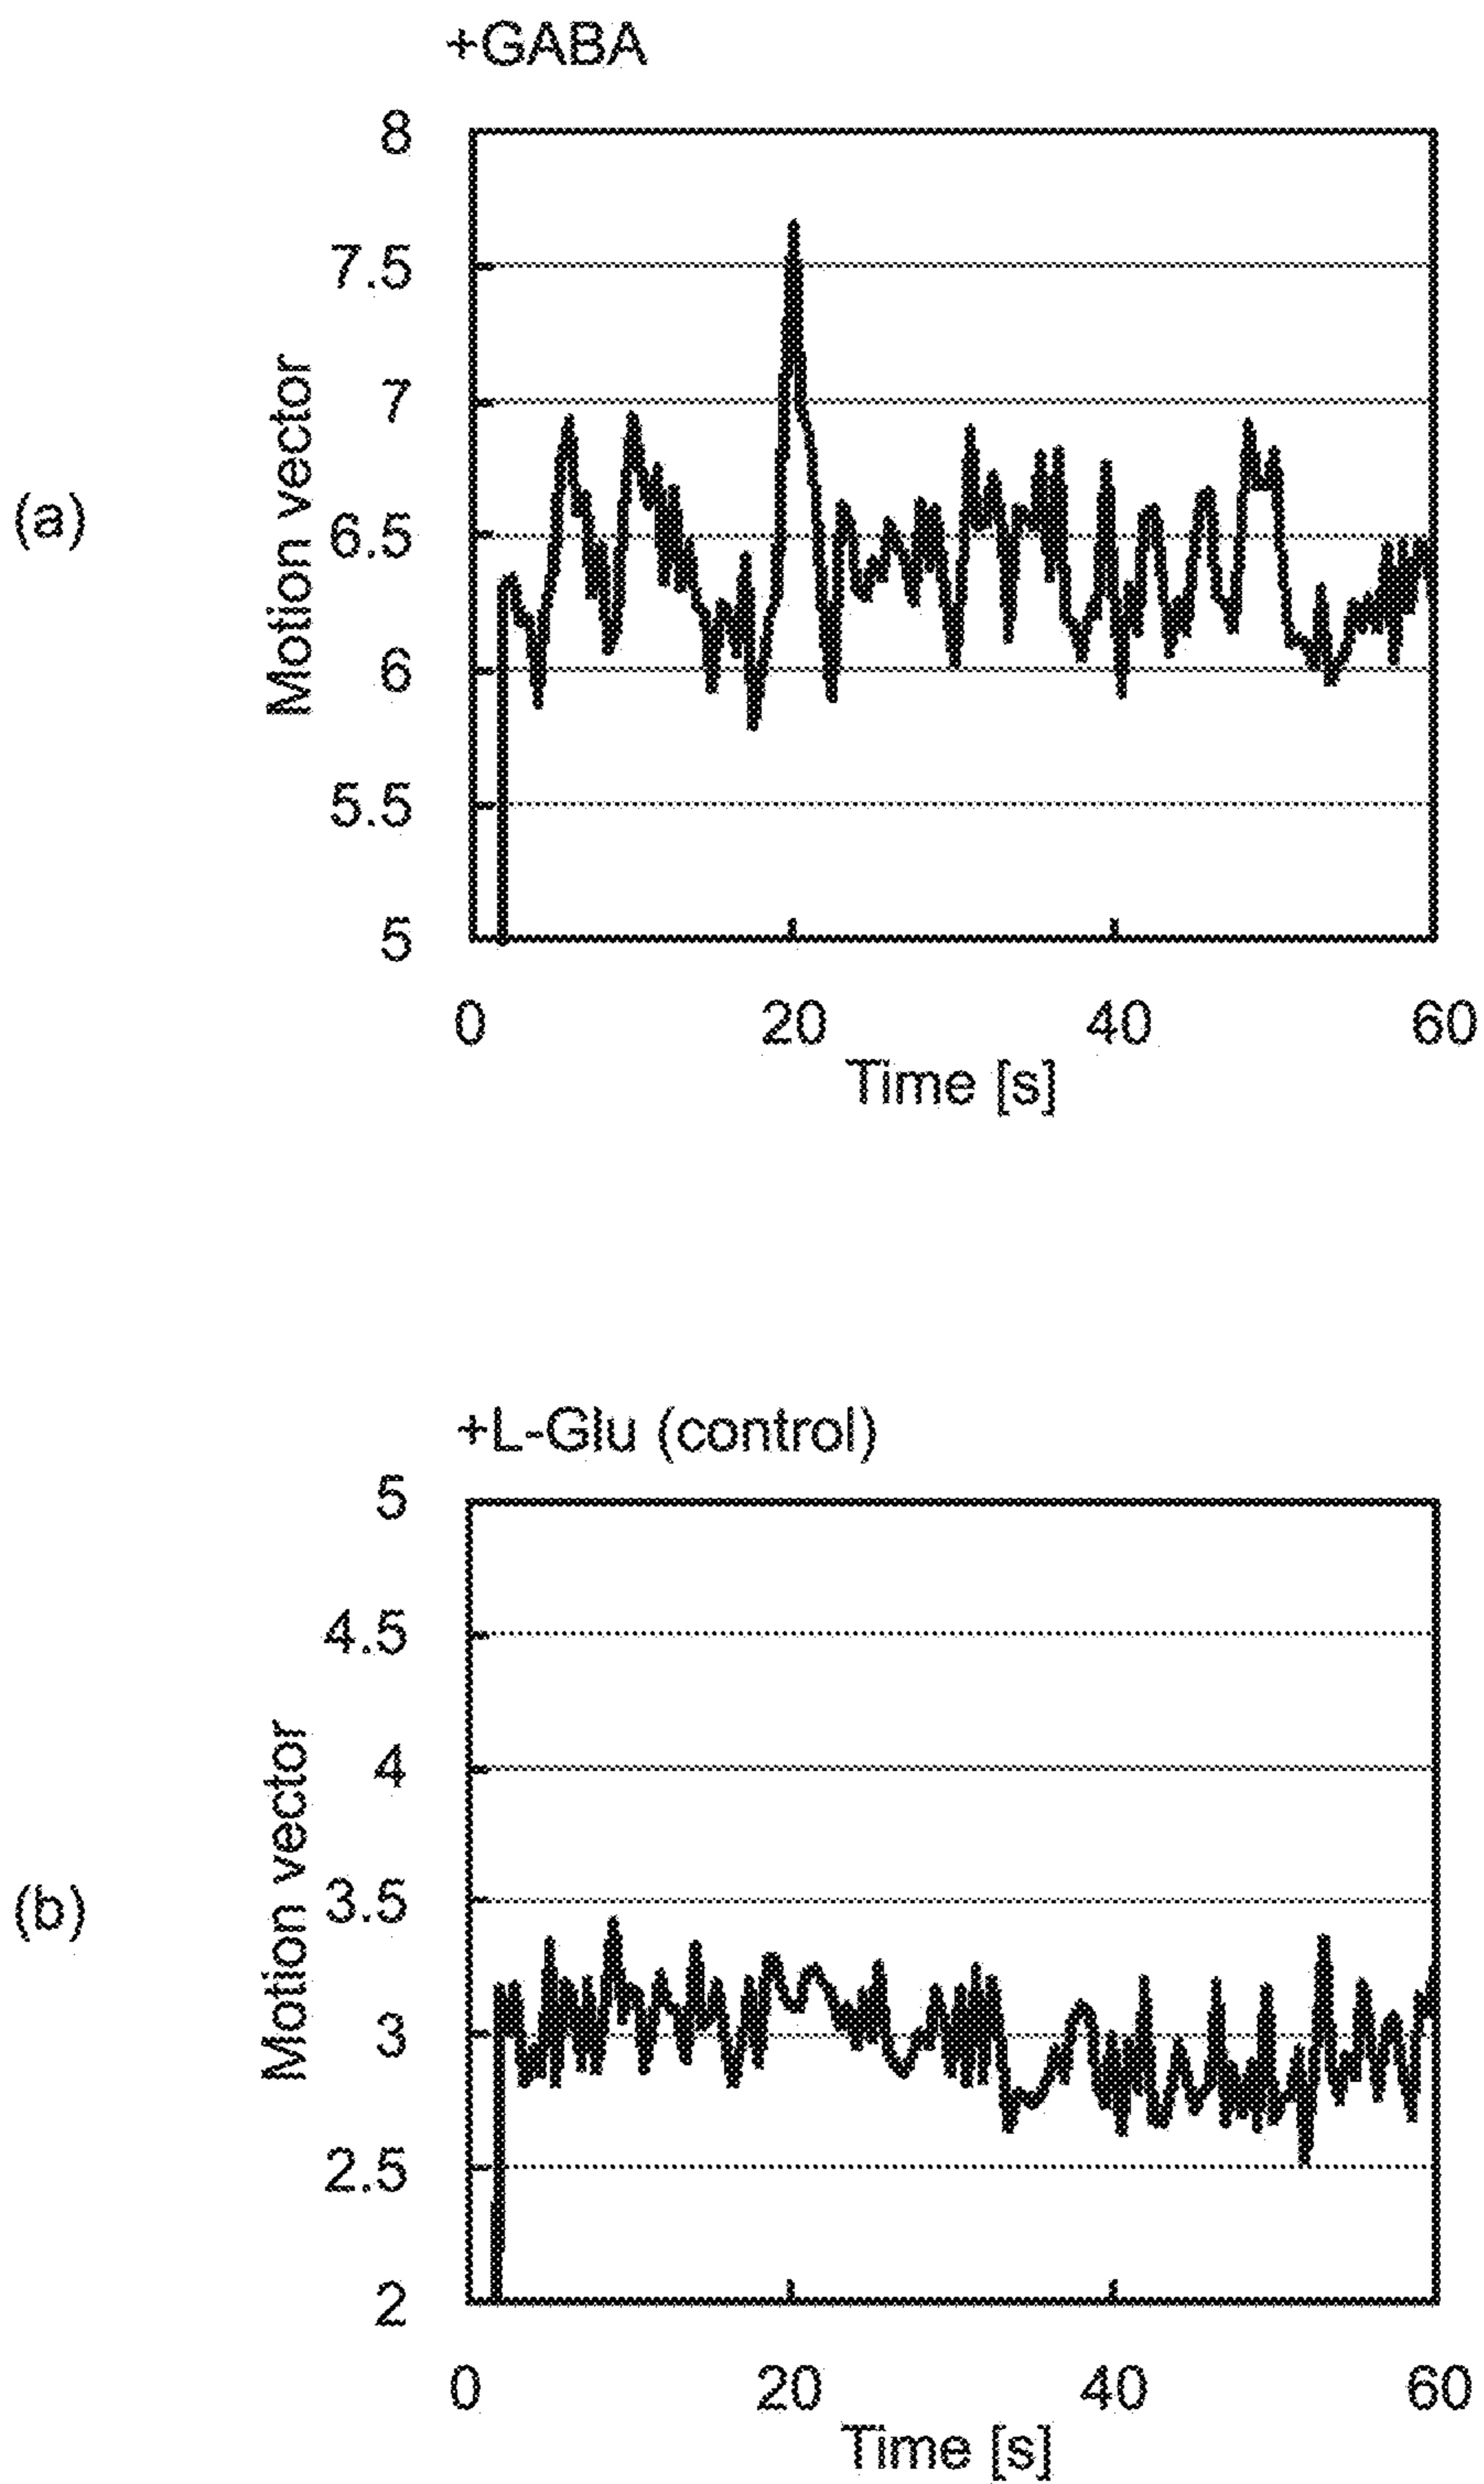 +GABA
8
7.5
7
6.5
6
5.5
5
Motion vector
(a)
0 20 40 60
Time [s]
+L-Glu (control)
5
4.5
4
3.5
3
2.5
2
Motion vector
(b)
0 20 40 60
Time [s]